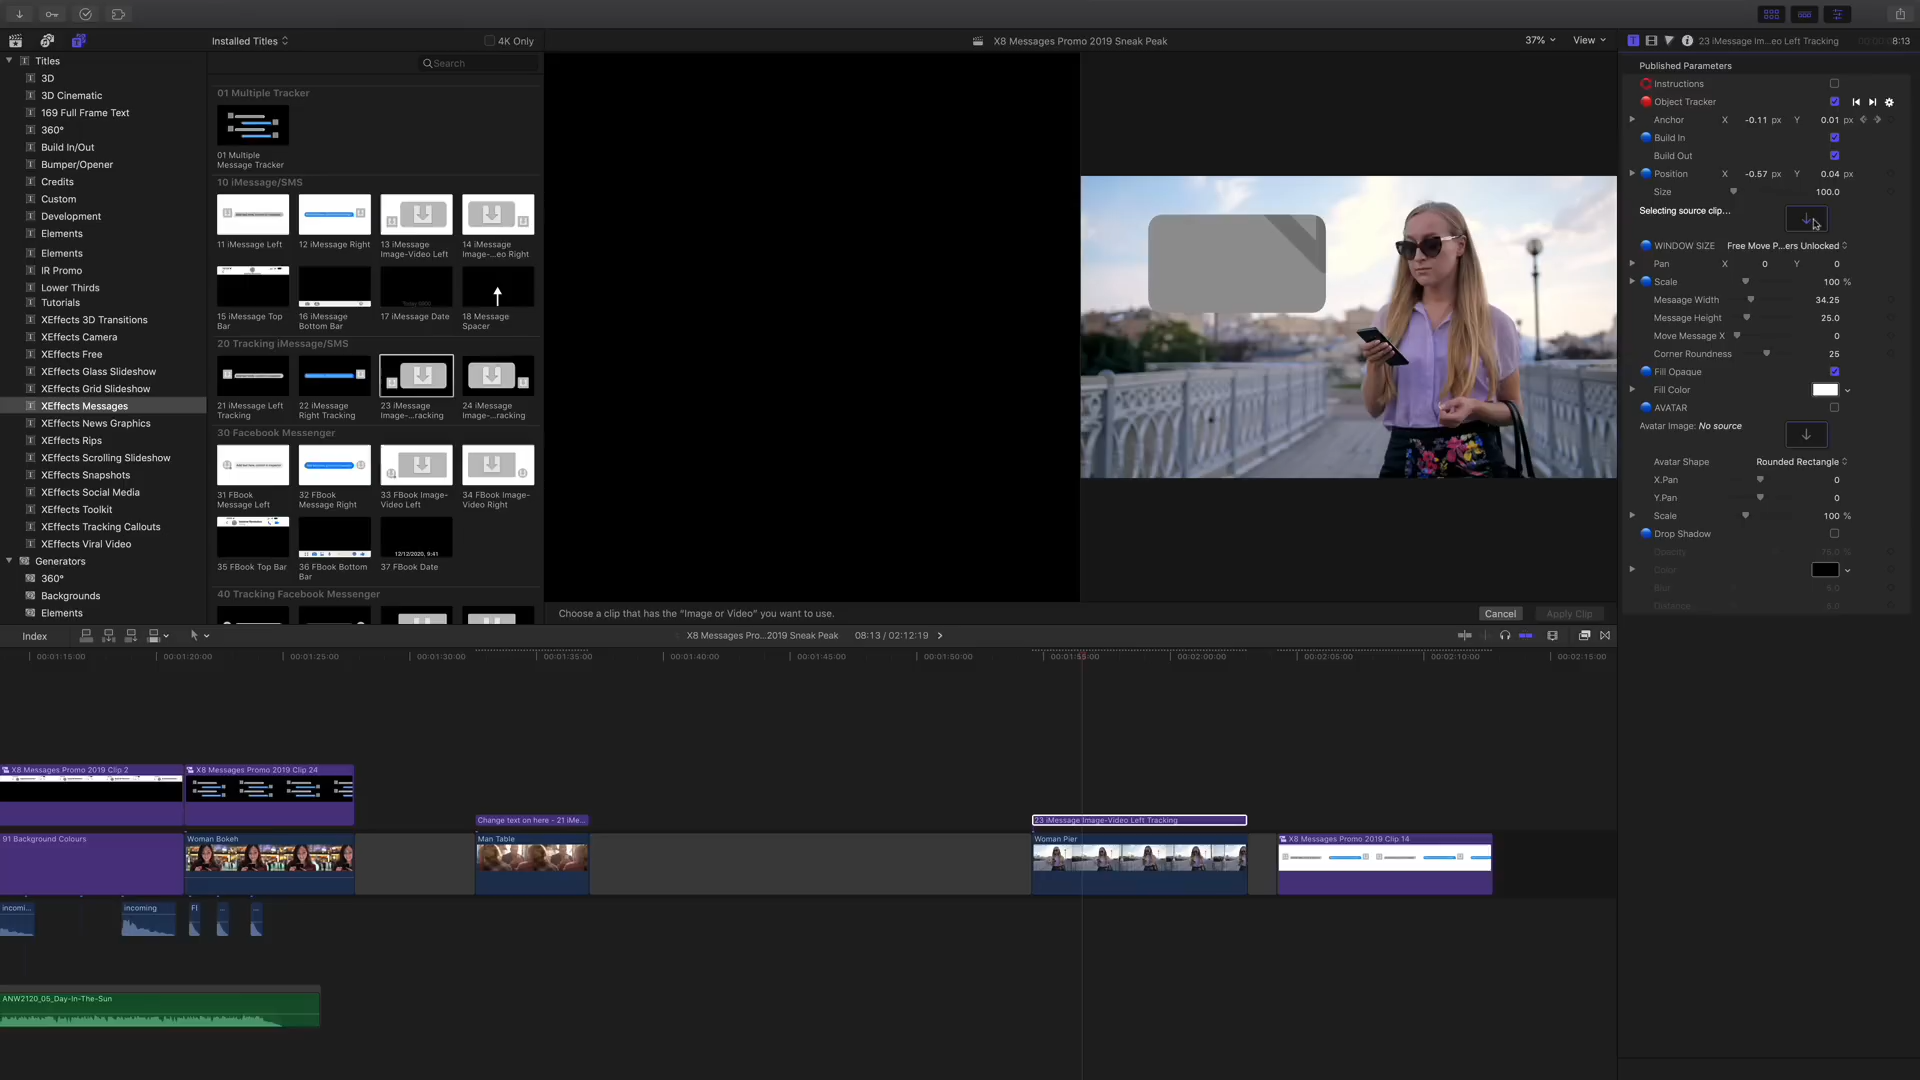 Installed Titles
4K Only
X8 Messages Promo 2019 Sneak Peak
37%
View
23 iMessage Im...eo Left Tracking
8:13
Titles
3D
3D Cinematic
169 Full Frame Text
360°
Build In/Out
Bumper/Opener
Credits
Custom
Development
Elements
Elements
IR Promo
Lower Thirds
Tutorials
XEffects 3D Transitions
XEffects Camera
XEffects Free
XEffects Glass Slideshow
XEffects Grid Slideshow
XEffects Messages
XEffects News Graphics
XEffects Rips
XEffects Scrolling Slideshow
XEffects Snapshots
XEffects Social Media
XEffects Toolkit
XEffects Tracking Callouts
XEffects Viral Video
Generators
360°
Backgrounds
Elements
Search
01 Multiple Tracker
01 Multiple
Message Tracker
10 iMessage/SMS
11 iMessage Left
12 iMessage Right
13 iMessage
Image-Video Left
14 iMessage
Image-...eo Right
15 iMessage Top
Bar
16 iMessage
Bottom Bar
17 iMessage Date
18 Message
Spacer
20 Tracking iMessage/SMS
21 iMessage Left
Tracking
22 iMessage
Right Tracking
23 iMessage
Image-...racking
24 iMessage
Image-...racking
30 Facebook Messenger
31 FBook
Message Left
32 FBook
Message Right
33 FBook Image-
Video Left
34 FBook Image-
Video Right
12/12/2020, 9:41
35 FBook Top Bar
36 FBook Bottom
Bar
37 FBook Date
40 Tracking Facebook Messenger
Choose a clip that has the “Image or Video” you want to use.
Cancel
Apply Clip
Published Parameters
Instructions
Object Tracker
Anchor X -0.11 px Y 0.01 px
Build In
Build Out
Position X -0.57 px Y 0.04 px
Size 100.0
Selecting source clip...
WINDOW SIZE Free Move P...ers Unlocked
Pan X 0 Y 0
Scale 100 %
Mesaage Width 34.25
Message Height 25.0
Move Message X 0
Corner Roundness 25
Fill Opaque
Fill Color
AVATAR
Avatar Image: No source
Avatar Shape Rounded Rectangle
X.Pan 0
Y.Pan 0
Scale 100 %
Drop Shadow
Opacity 75.0 %
Color
Blur
Distance
Index
X8 Messages Pro...2019 Sneak Peak
08:13 / 02:12:19
00:01:15:00
00:01:20:00
00:01:25:00
00:01:30:00
00:01:35:00
00:01:40:00
00:01:45:00
00:01:50:00
00:01:55:00
00:02:00:00
00:02:05:00
00:02:10:00
00:02:15:00
X8 Messages Promo 2019 Clip 2
X8 Messages Promo 2019 Clip 24
Change text on here - 21 iMe...
23 iMessage Image-Video Left Tracking
91 Background Colours
Woman Bokeh
Man Table
Woman Pier
X8 Messages Promo 2019 Clip 14
incomi...
incoming
FI
...
...
ANW2120_05_Day-In-The-Sun